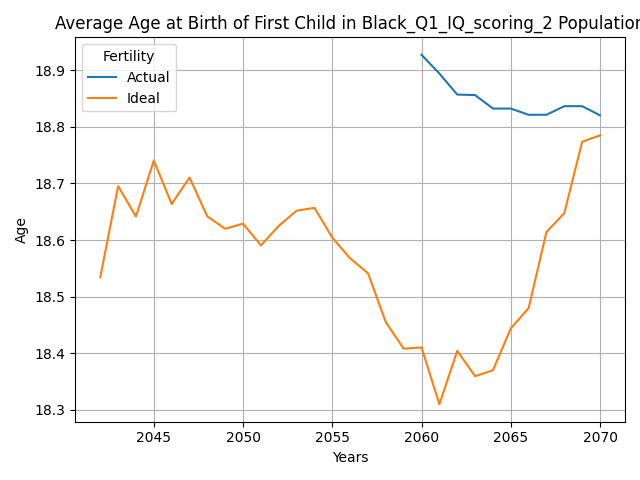 Average Age at Birth of First Child in Black_Q1_IQ_scoring_2 Population
Fertility
Actual
Ideal
Age
18.9
18.8
18.7
18.6
18.5
18.4
18.3
2045 2050 2055 2060 2065 2070
Years